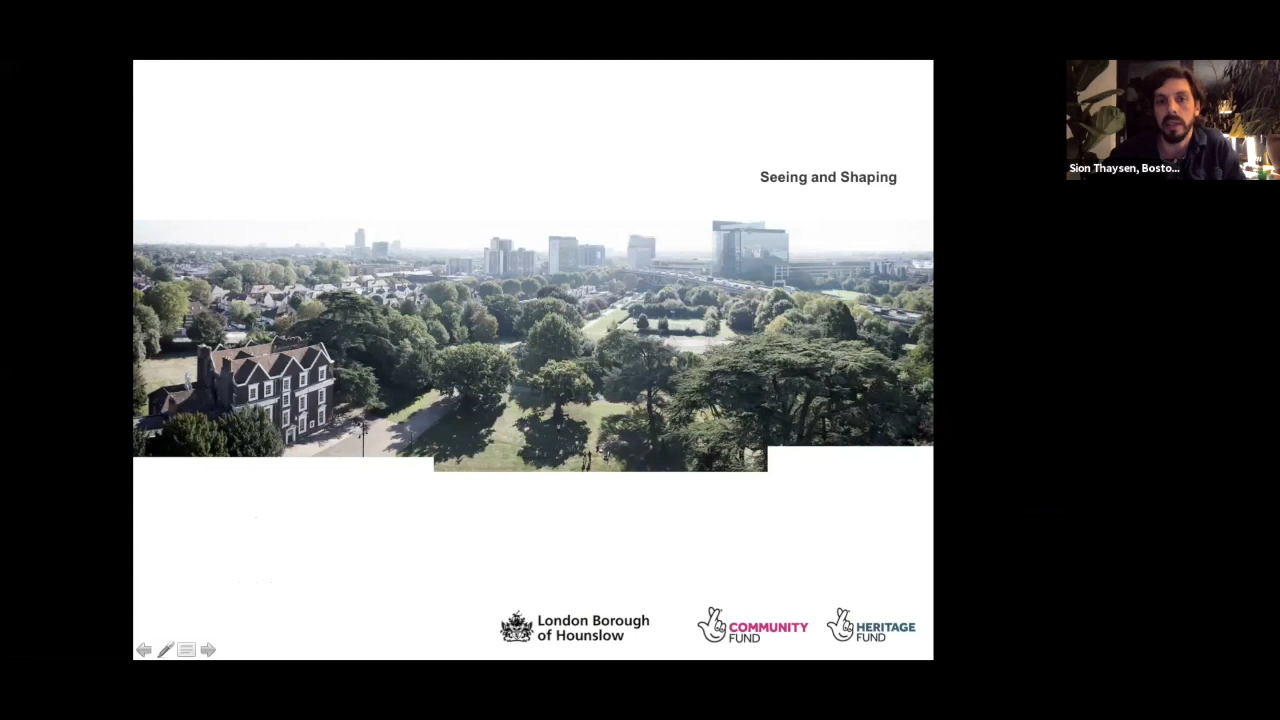 Seeing and Shaping
Sion Thaysen, Bosto...
London Borough
of Hounslow
COMMUNITY
FUND
HERITAGE
FUND